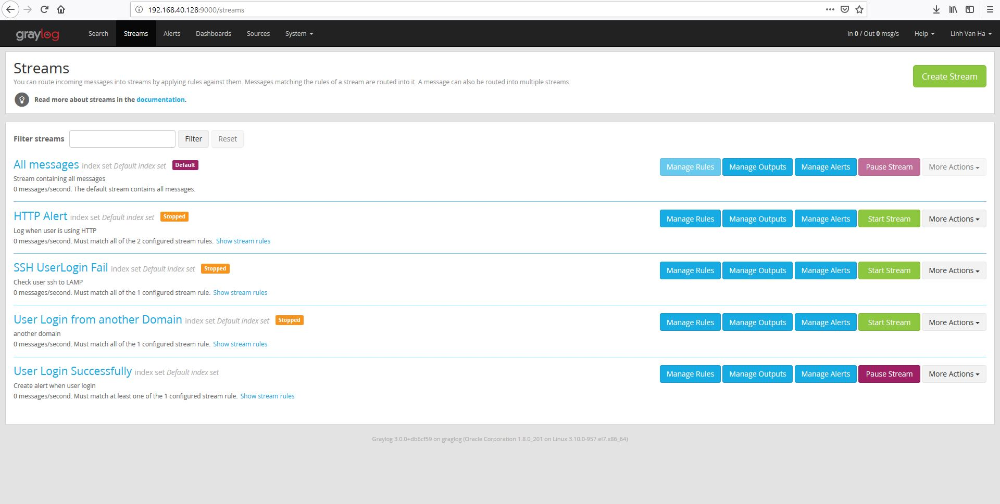 192.168.40.128:9000/streams
graylog Search Streams Alerts Dashboards Sources System In 0 / Out 0 msg/s Help Linh Van Ha
Streams
You can route incoming messages into streams by applying rules against them. Messages matching the rules of a stream are routed into it. A message can also be routed into multiple streams.
Create Stream
Read more about streams in the documentation.
Filter streams Filter Reset
All messages index set Default index set Default Manage Rules Manage Outputs Manage Alerts Pause Stream More Actions
Stream containing all messages
0 messages/second. The default stream contains all messages.
HTTP Alert index set Default index set Stopped Manage Rules Manage Outputs Manage Alerts Start Stream More Actions
Log when user is using HTTP
0 messages/second. Must match all of the 2 configured stream rules. Show stream rules
SSH UserLogin Fail index set Default index set Stopped Manage Rules Manage Outputs Manage Alerts Start Stream More Actions
Check user ssh to LAMP
0 messages/second. Must match all of the 1 configured stream rule. Show stream rules
User Login from another Domain index set Default index set Stopped Manage Rules Manage Outputs Manage Alerts Start Stream More Actions
another domain
0 messages/second. Must match all of the 1 configured stream rule. Show stream rules
User Login Successfully index set Default index set Manage Rules Manage Outputs Manage Alerts Pause Stream More Actions
Create alert when user login
0 messages/second. Must match at least one of the 1 configured stream rule. Show stream rules
Graylog 3.0.0+db6cf59 on graglog (Oracle Corporation 1.8.0_201 on Linux 3.10.0-957.el7.x86_64)